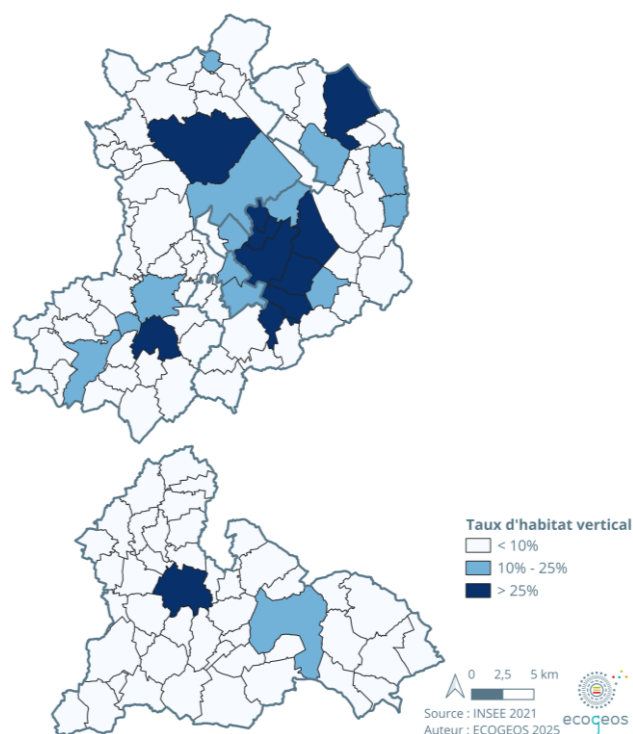 Taux d'habitat vertical
< 10%
10% - 25%
> 25%
0 2,5 5 km
Source : INSEE 2021
Auteur : ECOGEOS 2025
ecogeos